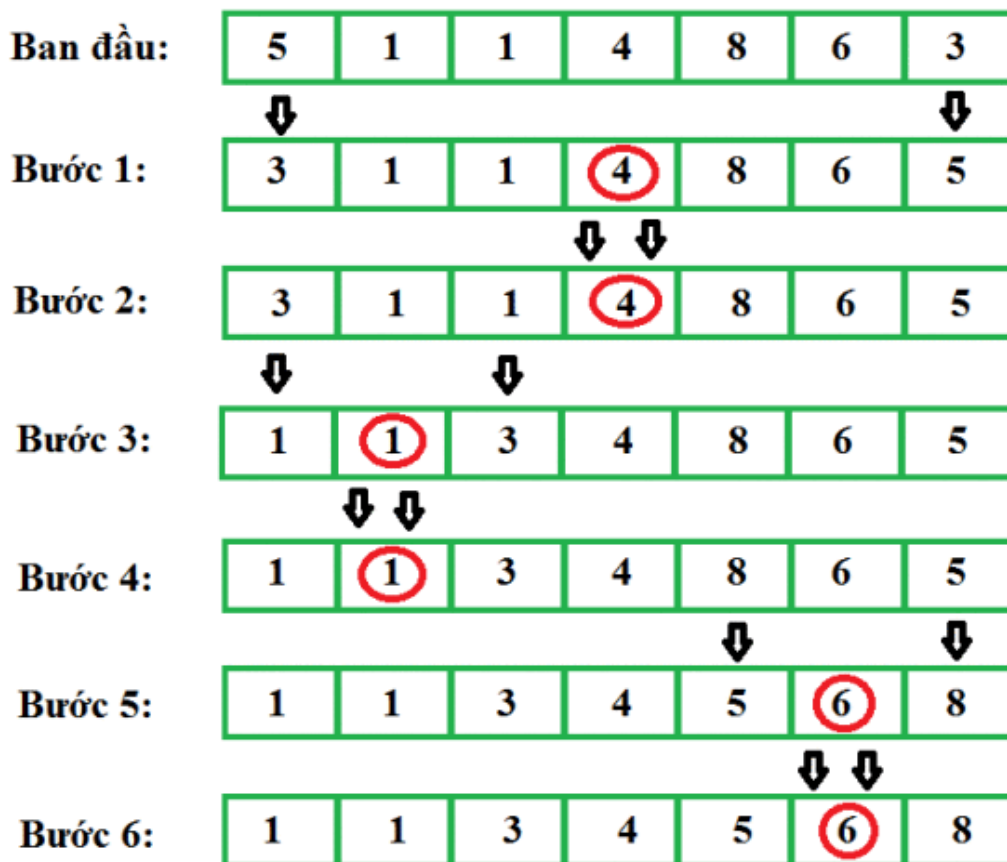 Ban đầu: 5 1 1 4 8 6 3
Bước 1: 3 1 1 4 8 6 5
Bước 2: 3 1 1 4 8 6 5
Bước 3: 1 1 3 4 8 6 5
Bước 4: 1 1 3 4 8 6 5
Bước 5: 1 1 3 4 5 6 8
Bước 6: 1 1 3 4 5 6 8